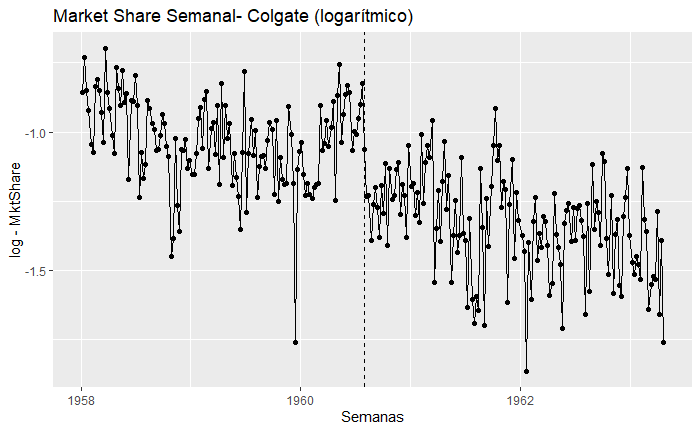 Market Share Semanal- Colgate (logarítmico)
log - MktShare
-1.0
-1.5
1958
1960
1962
Semanas